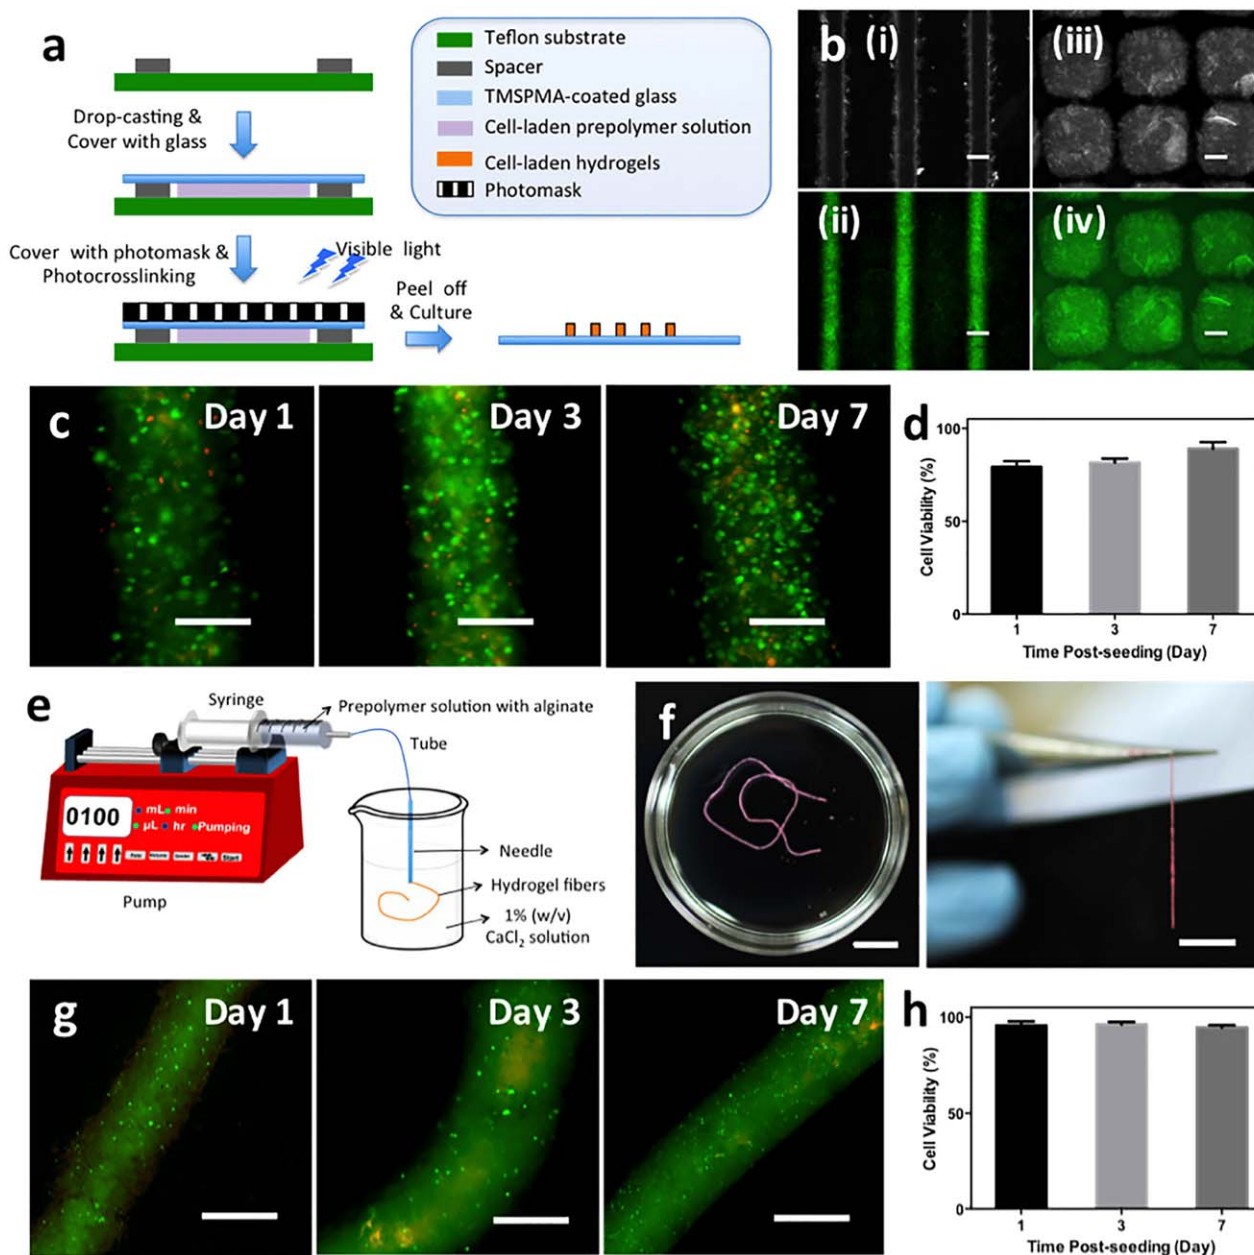 a
Teflon substrate
Spacer
TMSPMA-coated glass
Cell-laden prepolymer solution
Cell-laden hydrogels
Photomask
Drop-casting &
Cover with glass
Cover with photomask &
Photocrosslinking
Visible light
Peel off
& Culture
b
(i)
(iii)
(ii)
(iv)
c
Day 1
Day 3
Day 7
d
Cell Viability (%)
100
50
0
1
3
7
Time Post-seeding (Day)
e
Syringe
Prepolymer solution with alginate
Tube
0100
mL min
µL hr Pumping
Start
Pump
Needle
Hydrogel fibers
1% (w/v)
CaCl₂ solution
f
g
Day 1
Day 3
Day 7
h
Cell Viability (%)
100
50
0
1
3
7
Time Post-seeding (Day)